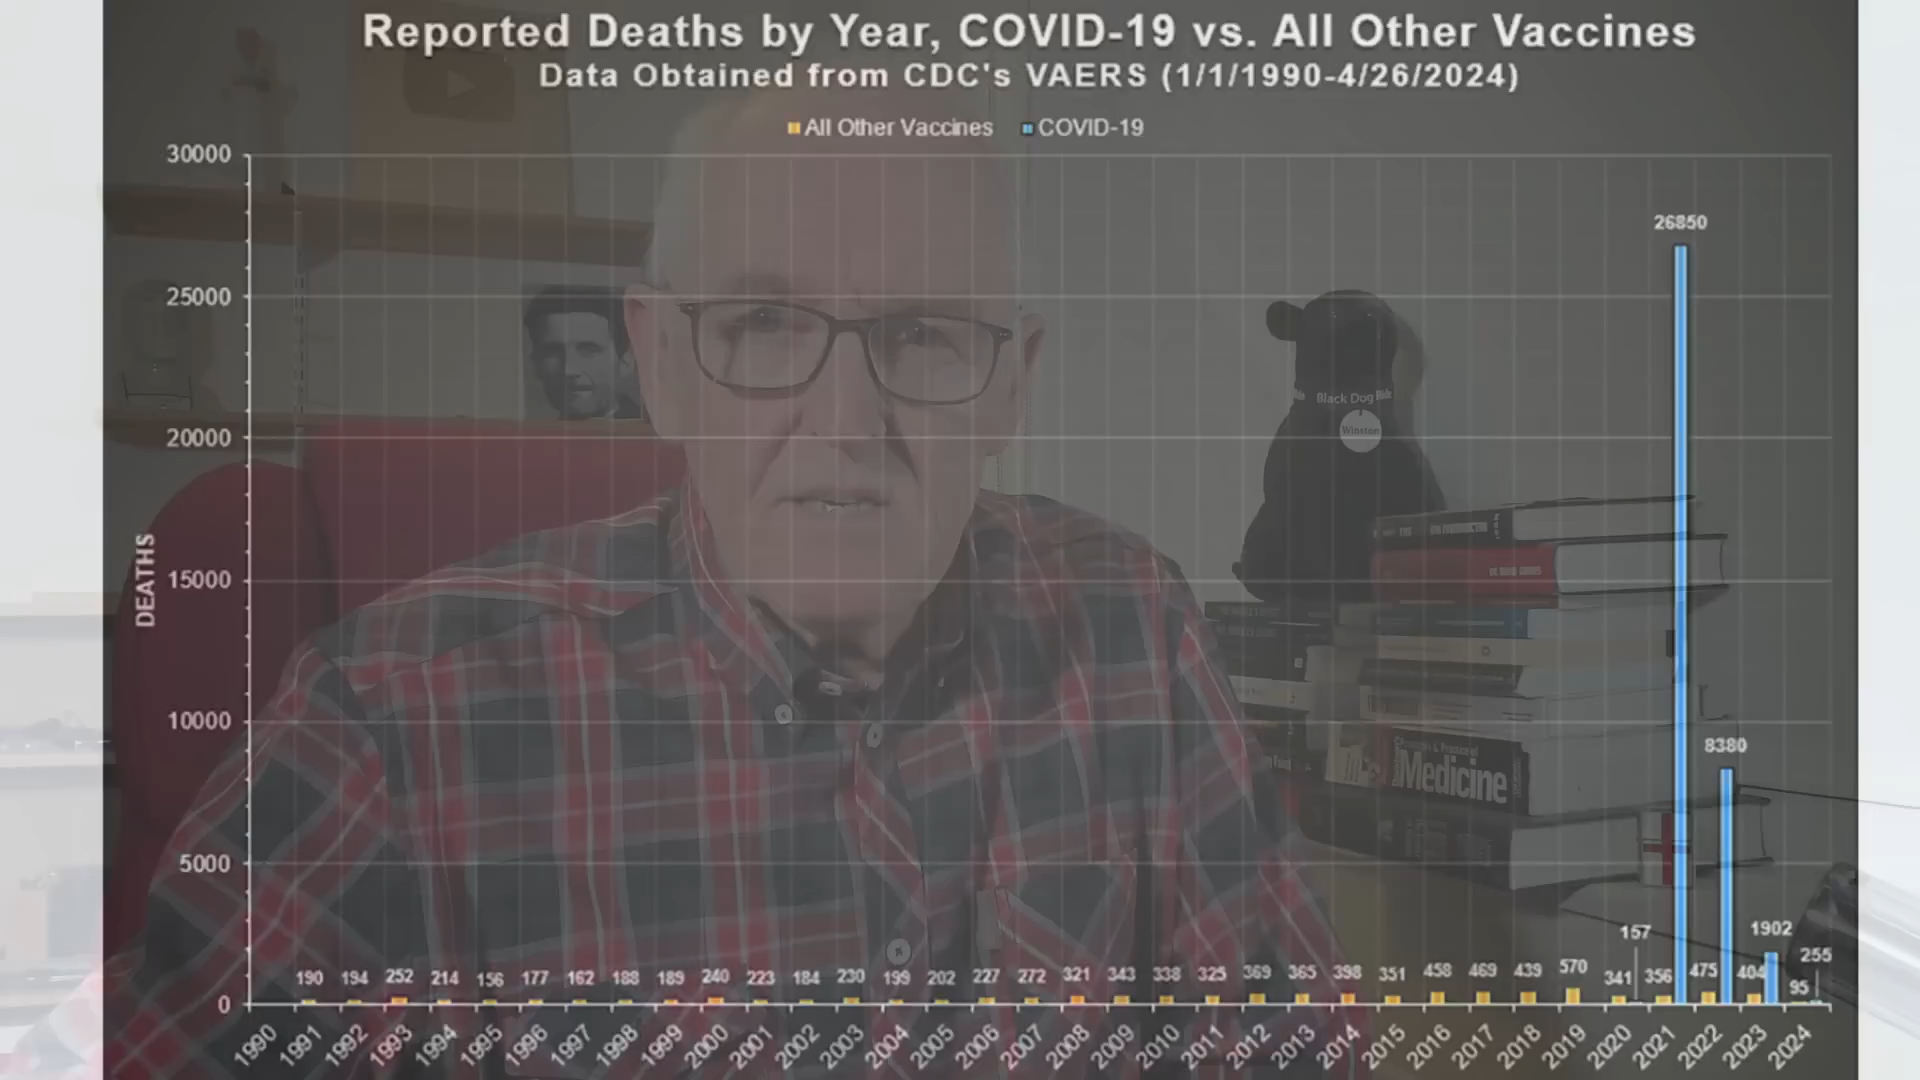 Reported Deaths by Year, COVID-19 vs. All Other Vaccines
Data Obtained from CDC's VAERS (1/1/1990-4/26/2024)
All Other Vaccines COVID-19
30000
25000
20000
15000
10000
5000
0
DEATHS
26850
8380
1902
157
255
190 194 252 214 156 177 162 188 189 240 223 184 230 199 202 227 272 321 343 338 325 369 365 398 351 458 469 439 570 341 356 475 404 95
1990 1991 1992 1993 1994 1995 1996 1997 1998 1999 2000 2001 2002 2003 2004 2005 2006 2007 2008 2009 2010 2011 2012 2013 2014 2015 2016 2017 2018 2019 2020 2021 2022 2023 2024
Black Dog Ride
Winston
Medicine